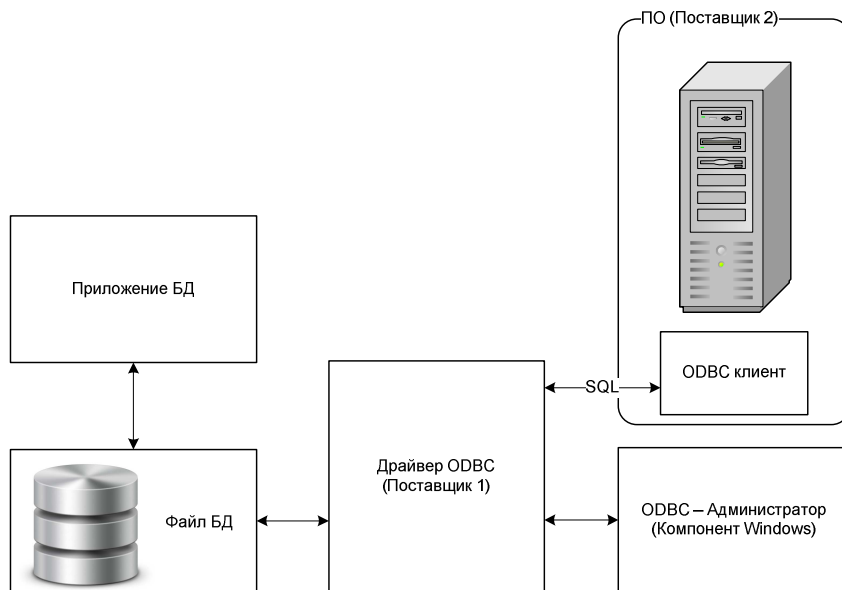 ПО (Поставщик 2)
Приложение БД
ODBC клиент
SQL
Драйвер ODBC
(Поставщик 1)
Файл БД
ODBC – Администратор
(Компонент Windows)